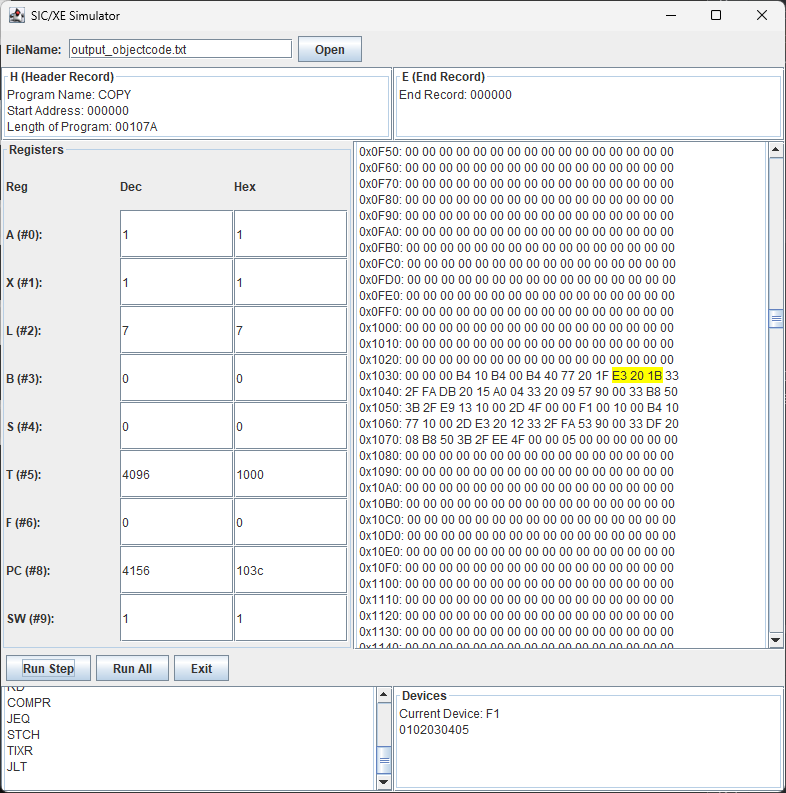 SIC/XE Simulator
FileName: output_objectcode.txt Open
H (Header Record)
Program Name: COPY
Start Address: 000000
Length of Program: 00107A
E (End Record)
End Record: 000000
Registers
Reg Dec Hex
A (#0): 1 1
X (#1): 1 1
L (#2): 7 7
B (#3): 0 0
S (#4): 0 0
T (#5): 4096 1000
F (#6): 0 0
PC (#8): 4156 103c
SW (#9): 1 1
0x0F50: 00 00 00 00 00 00 00 00 00 00 00 00 00 00 00 00
0x0F60: 00 00 00 00 00 00 00 00 00 00 00 00 00 00 00 00
0x0F70: 00 00 00 00 00 00 00 00 00 00 00 00 00 00 00 00
0x0F80: 00 00 00 00 00 00 00 00 00 00 00 00 00 00 00 00
0x0F90: 00 00 00 00 00 00 00 00 00 00 00 00 00 00 00 00
0x0FA0: 00 00 00 00 00 00 00 00 00 00 00 00 00 00 00 00
0x0FB0: 00 00 00 00 00 00 00 00 00 00 00 00 00 00 00 00
0x0FC0: 00 00 00 00 00 00 00 00 00 00 00 00 00 00 00 00
0x0FD0: 00 00 00 00 00 00 00 00 00 00 00 00 00 00 00 00
0x0FE0: 00 00 00 00 00 00 00 00 00 00 00 00 00 00 00 00
0x0FF0: 00 00 00 00 00 00 00 00 00 00 00 00 00 00 00 00
0x1000: 00 00 00 00 00 00 00 00 00 00 00 00 00 00 00 00
0x1010: 00 00 00 00 00 00 00 00 00 00 00 00 00 00 00 00
0x1020: 00 00 00 00 00 00 00 00 00 00 00 00 00 00 00 00
0x1030: 00 00 00 B4 10 B4 00 B4 40 77 20 1F E3 20 1B 33
0x1040: 2F FA DB 20 15 A0 04 33 20 09 57 90 00 33 B8 50
0x1050: 3B 2F E9 13 10 00 2D 4F 00 00 F1 00 10 00 B4 10
0x1060: 77 10 00 2D E3 20 12 33 2F FA 53 90 00 33 DF 20
0x1070: 08 B8 50 3B 2F EE 4F 00 00 05 00 00 00 00 00 00
0x1080: 00 00 00 00 00 00 00 00 00 00 00 00 00 00 00 00
0x1090: 00 00 00 00 00 00 00 00 00 00 00 00 00 00 00 00
0x10A0: 00 00 00 00 00 00 00 00 00 00 00 00 00 00 00 00
0x10B0: 00 00 00 00 00 00 00 00 00 00 00 00 00 00 00 00
0x10C0: 00 00 00 00 00 00 00 00 00 00 00 00 00 00 00 00
0x10D0: 00 00 00 00 00 00 00 00 00 00 00 00 00 00 00 00
0x10E0: 00 00 00 00 00 00 00 00 00 00 00 00 00 00 00 00
0x10F0: 00 00 00 00 00 00 00 00 00 00 00 00 00 00 00 00
0x1100: 00 00 00 00 00 00 00 00 00 00 00 00 00 00 00 00
0x1110: 00 00 00 00 00 00 00 00 00 00 00 00 00 00 00 00
0x1120: 00 00 00 00 00 00 00 00 00 00 00 00 00 00 00 00
0x1130: 00 00 00 00 00 00 00 00 00 00 00 00 00 00 00 00
0x1140: 00 00 00 00 00 00 00 00 00 00 00 00 00 00 00 00
Run Step Run All Exit
RD
COMPR
JEQ
STCH
TIXR
JLT
Devices
Current Device: F1
0102030405